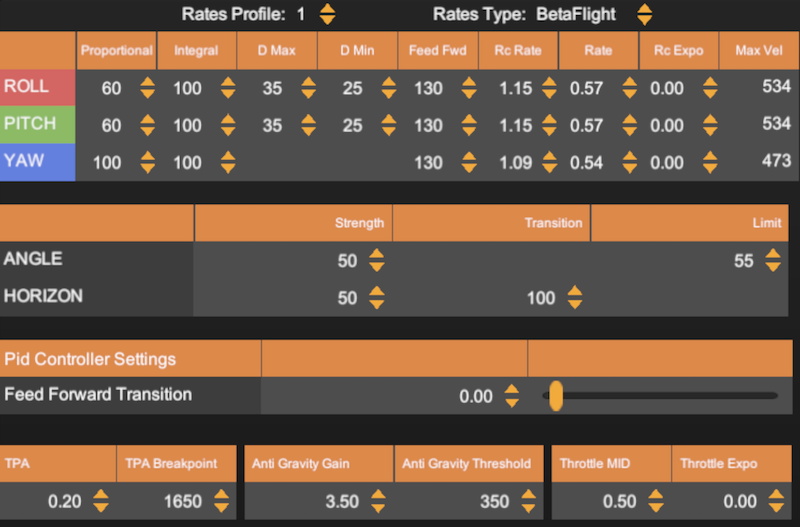 Rates Profile: 1 Rates Type: BetaFlight
Proportional Integral D Max D Min Feed Fwd Rc Rate Rate Rc Expo Max Vel
ROLL 60 100 35 25 130 1.15 0.57 0.00 534
PITCH 60 100 35 25 130 1.15 0.57 0.00 534
YAW 100 100 130 1.09 0.54 0.00 473
Strength Transition Limit
ANGLE 50 55
HORIZON 50 100
Pid Controller Settings
Feed Forward Transition 0.00
TPA TPA Breakpoint Anti Gravity Gain Anti Gravity Threshold Throttle MID Throttle Expo
0.20 1650 3.50 350 0.50 0.00